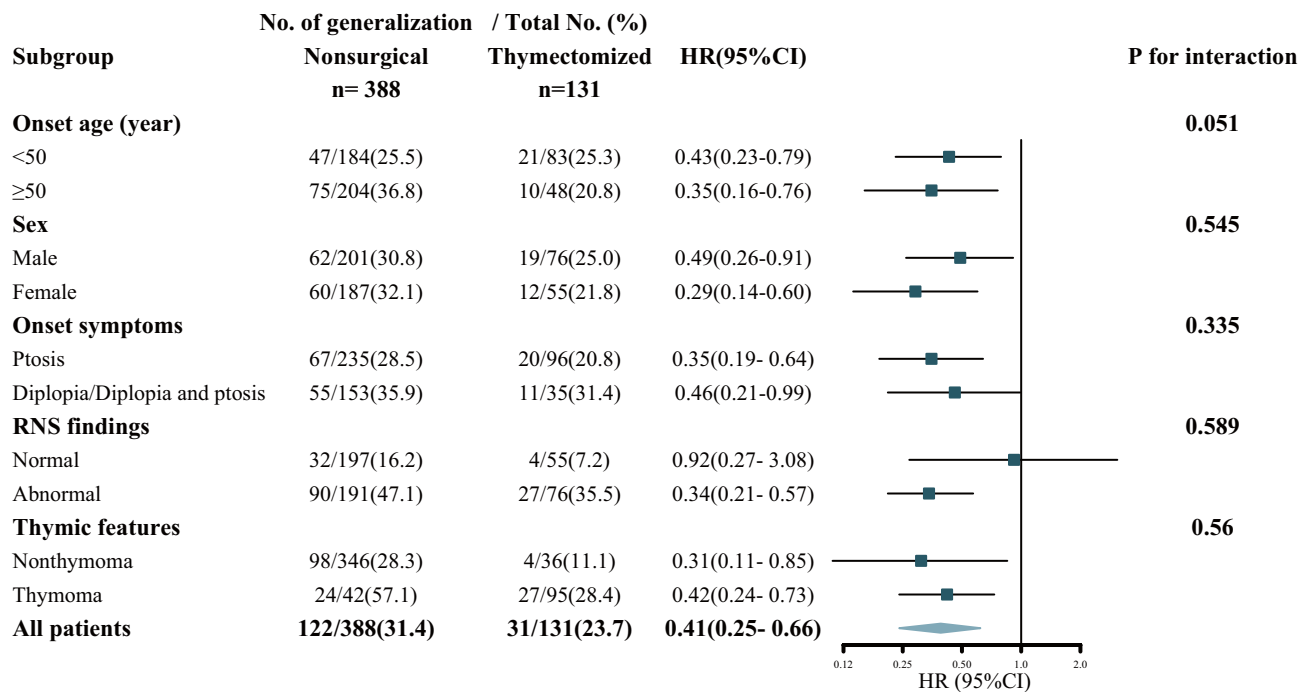 No. of generalization / Total No. (%)
Subgroup Nonsurgical Thymectomized HR(95%CI) P for interaction
n= 388 n=131
Onset age (year) 0.051
<50 47/184(25.5) 21/83(25.3) 0.43(0.23-0.79)
≥50 75/204(36.8) 10/48(20.8) 0.35(0.16-0.76)
Sex 0.545
Male 62/201(30.8) 19/76(25.0) 0.49(0.26-0.91)
Female 60/187(32.1) 12/55(21.8) 0.29(0.14-0.60)
Onset symptoms 0.335
Ptosis 67/235(28.5) 20/96(20.8) 0.35(0.19- 0.64)
Diplopia/Diplopia and ptosis 55/153(35.9) 11/35(31.4) 0.46(0.21-0.99)
RNS findings 0.589
Normal 32/197(16.2) 4/55(7.2) 0.92(0.27- 3.08)
Abnormal 90/191(47.1) 27/76(35.5) 0.34(0.21- 0.57)
Thymic features 0.56
Nonthymoma 98/346(28.3) 4/36(11.1) 0.31(0.11- 0.85)
Thymoma 24/42(57.1) 27/95(28.4) 0.42(0.24- 0.73)
All patients 122/388(31.4) 31/131(23.7) 0.41(0.25- 0.66)
0.12 0.25 0.50 1.0 2.0
HR (95%CI)